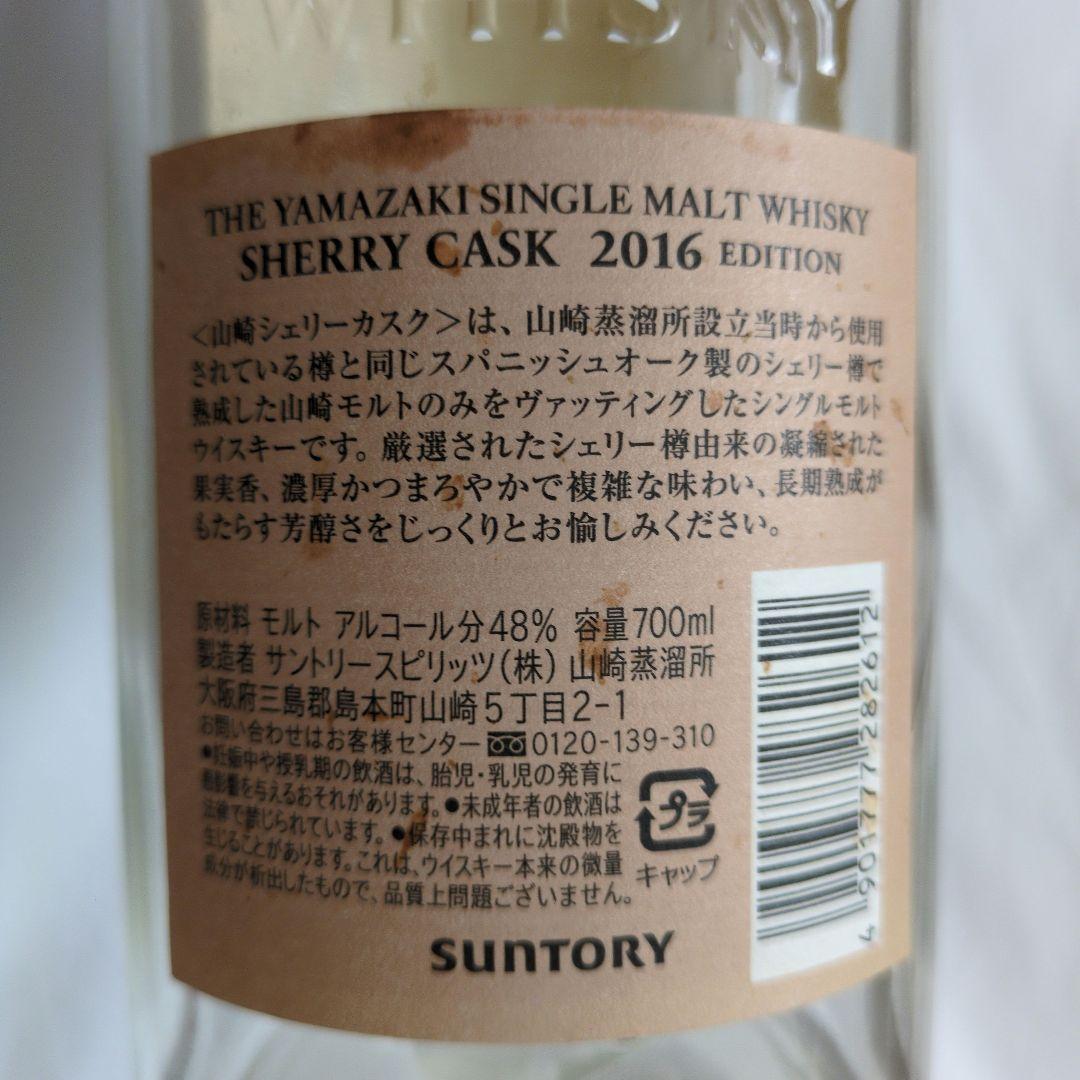 WHISKY
THE YAMAZAKI SINGLE MALT WHISKY
SHERRY CASK 2016 EDITION
<山崎シェリーカスク>は、山崎蒸溜所設立当時から使用
されている樽と同じスパニッシュオーク製のシェリー樽で
熟成した山崎モルトのみをヴァッティングしたシングルモルト
ウイスキーです。厳選されたシェリー樽由来の凝縮された
果実香、濃厚かつまろやかで複雑な味わい、長期熟成が
もたらす芳醇さをじっくりとお愉しみください。
原材料 モルト アルコール分48% 容量700ml
製造者 サントリースピリッツ(株) 山崎蒸溜所
大阪府三島郡島本町山崎5丁目2-1
お問い合わせはお客様センター 0120-139-310
●妊娠中や授乳期の飲酒は、胎児・乳児の発育に
悪影響を与えるおそれがあります。●未成年者の飲酒は
法律で禁じられています。●保存中まれに沈殿物を
生じることがあります。これは、ウイスキー本来の微量
成分が析出したもので、品質上問題ございません。
プラ
キャップ
SUNTORY
4901777282612